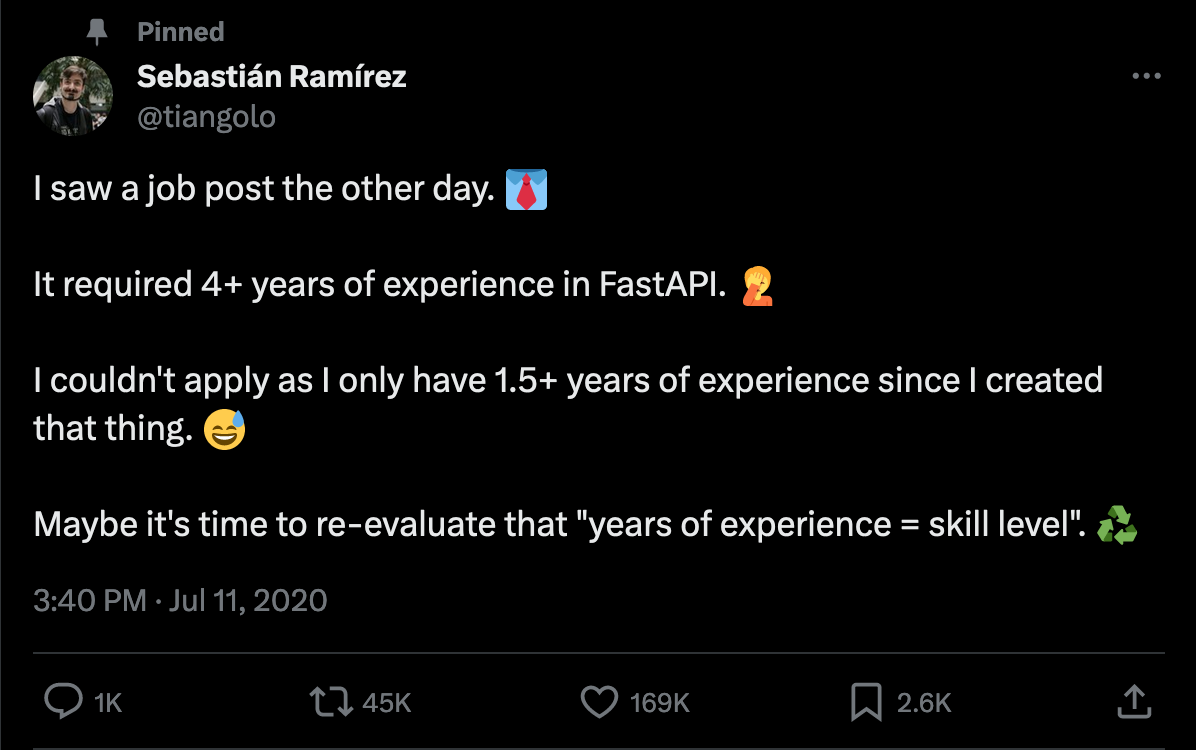 Pinned
Sebastián Ramírez
@tiangolo
I saw a job post the other day. 👔
It required 4+ years of experience in FastAPI. 🤦
I couldn't apply as I only have 1.5+ years of experience since I created
that thing. 😅
Maybe it's time to re-evaluate that "years of experience = skill level". ♻️
3:40 PM · Jul 11, 2020
1K 45K 169K 2.6K